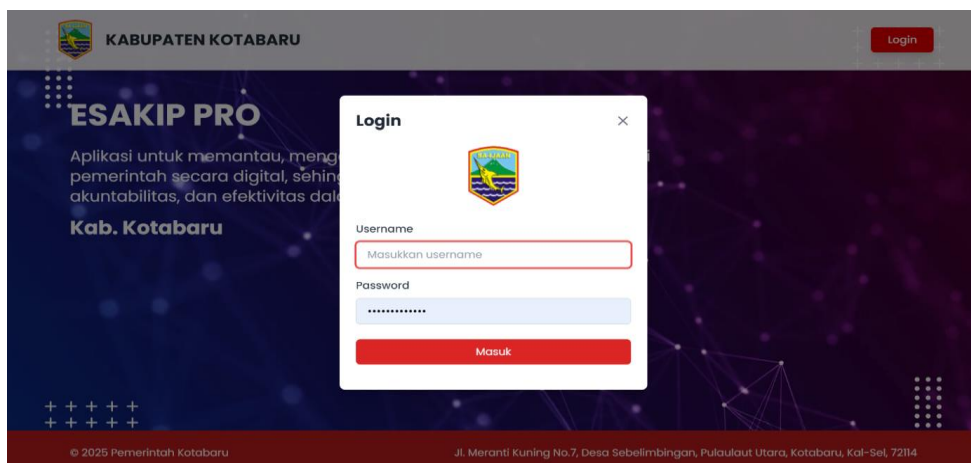 KABUPATEN KOTABARU
Login
ESAKIP PRO
Aplikasi untuk memantau, meng
pemerintah secara digital, sehin
akuntabilitas, dan efektivitas dal
Kab. Kotabaru
Login
Username
Masukkan username
Password
•••••••••••••
Masuk
© 2025 Pemerintah Kotabaru
Jl. Meranti Kuning No.7, Desa Sebelimbingan, Pulaulaut Utara, Kotabaru, Kal-Sel, 72114